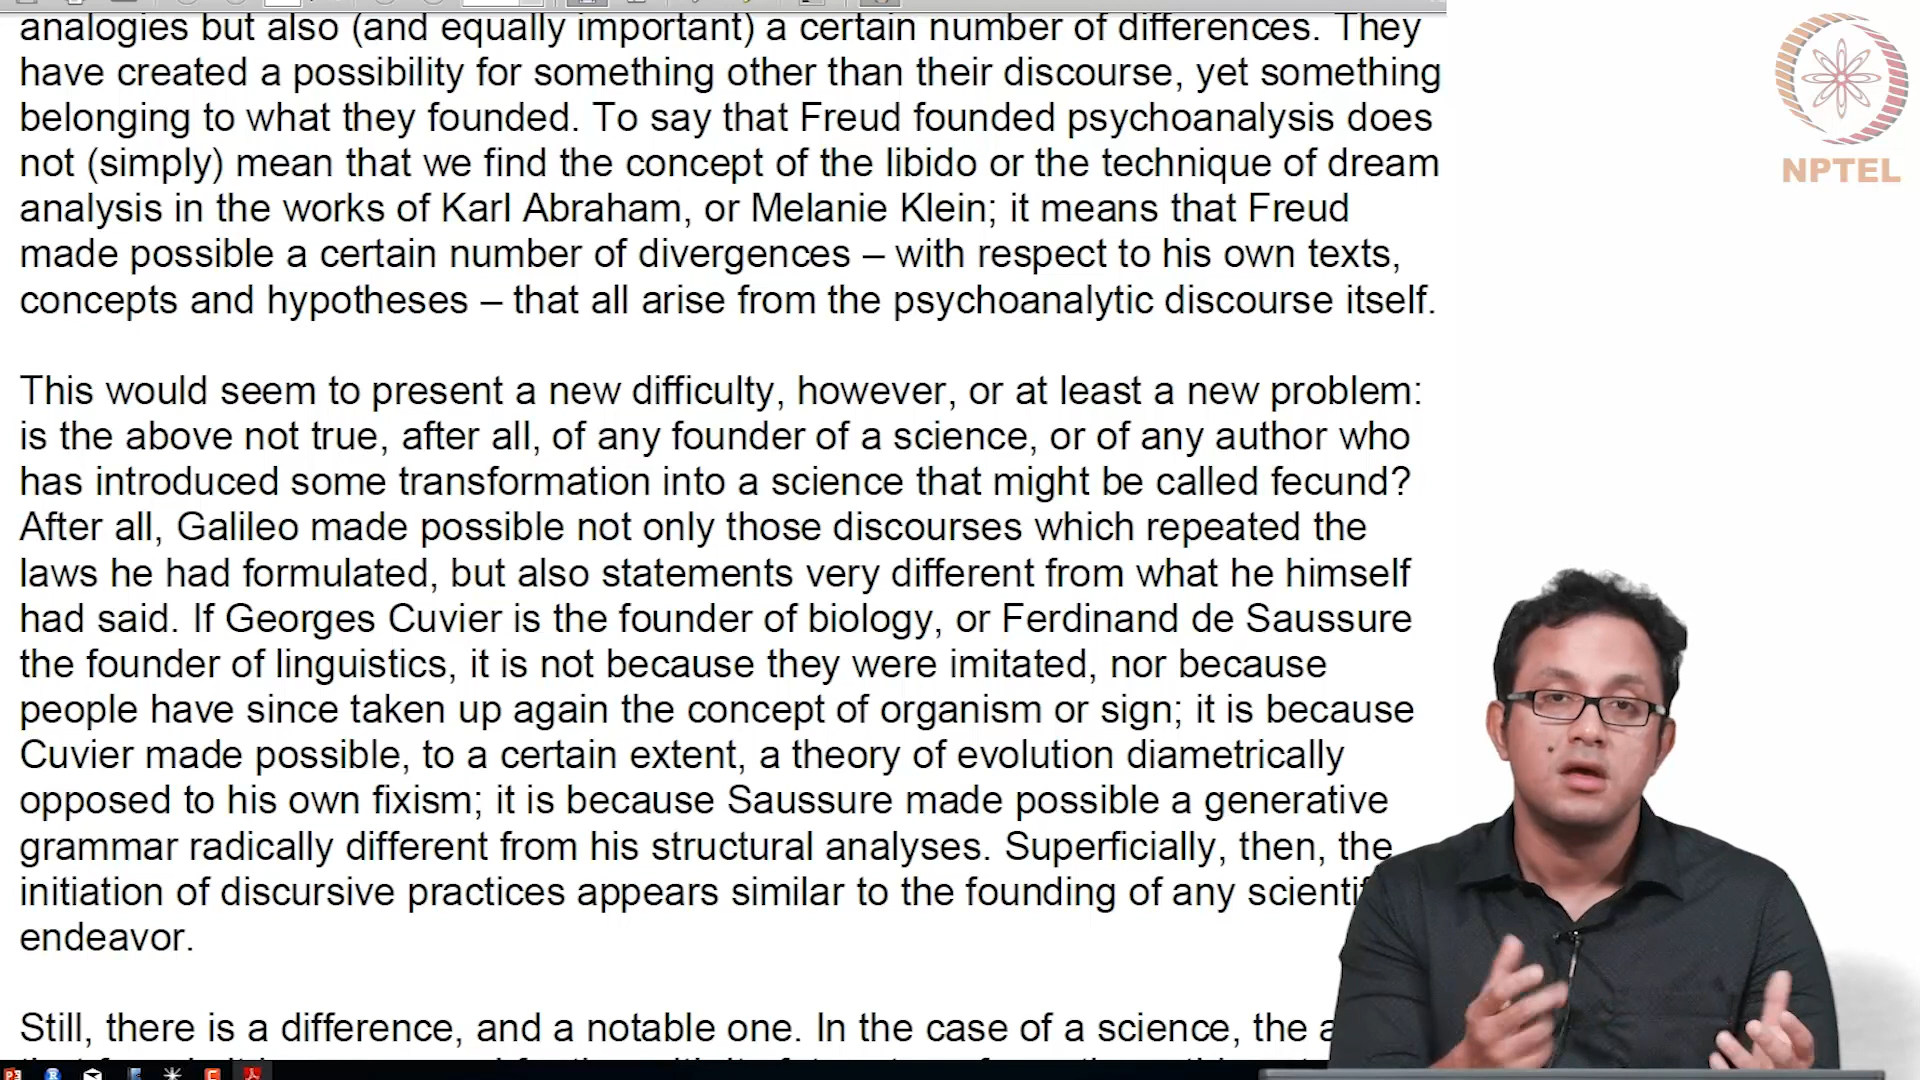 analogies but also (and equally important) a certain number of differences. They
have created a possibility for something other than their discourse, yet something
belonging to what they founded. To say that Freud founded psychoanalysis does
not (simply) mean that we find the concept of the libido or the technique of dream
analysis in the works of Karl Abraham, or Melanie Klein; it means that Freud
made possible a certain number of divergences – with respect to his own texts,
concepts and hypotheses – that all arise from the psychoanalytic discourse itself.
This would seem to present a new difficulty, however, or at least a new problem:
is the above not true, after all, of any founder of a science, or of any author who
has introduced some transformation into a science that might be called fecund?
After all, Galileo made possible not only those discourses which repeated the
laws he had formulated, but also statements very different from what he himself
had said. If Georges Cuvier is the founder of biology, or Ferdinand de Saussure
the founder of linguistics, it is not because they were imitated, nor because
people have since taken up again the concept of organism or sign; it is because
Cuvier made possible, to a certain extent, a theory of evolution diametrically
opposed to his own fixism; it is because Saussure made possible a generative
grammar radically different from his structural analyses. Superficially, then, the
initiation of discursive practices appears similar to the founding of any scientif
endeavor.
Still, there is a difference, and a notable one. In the case of a science, the a
NPTEL